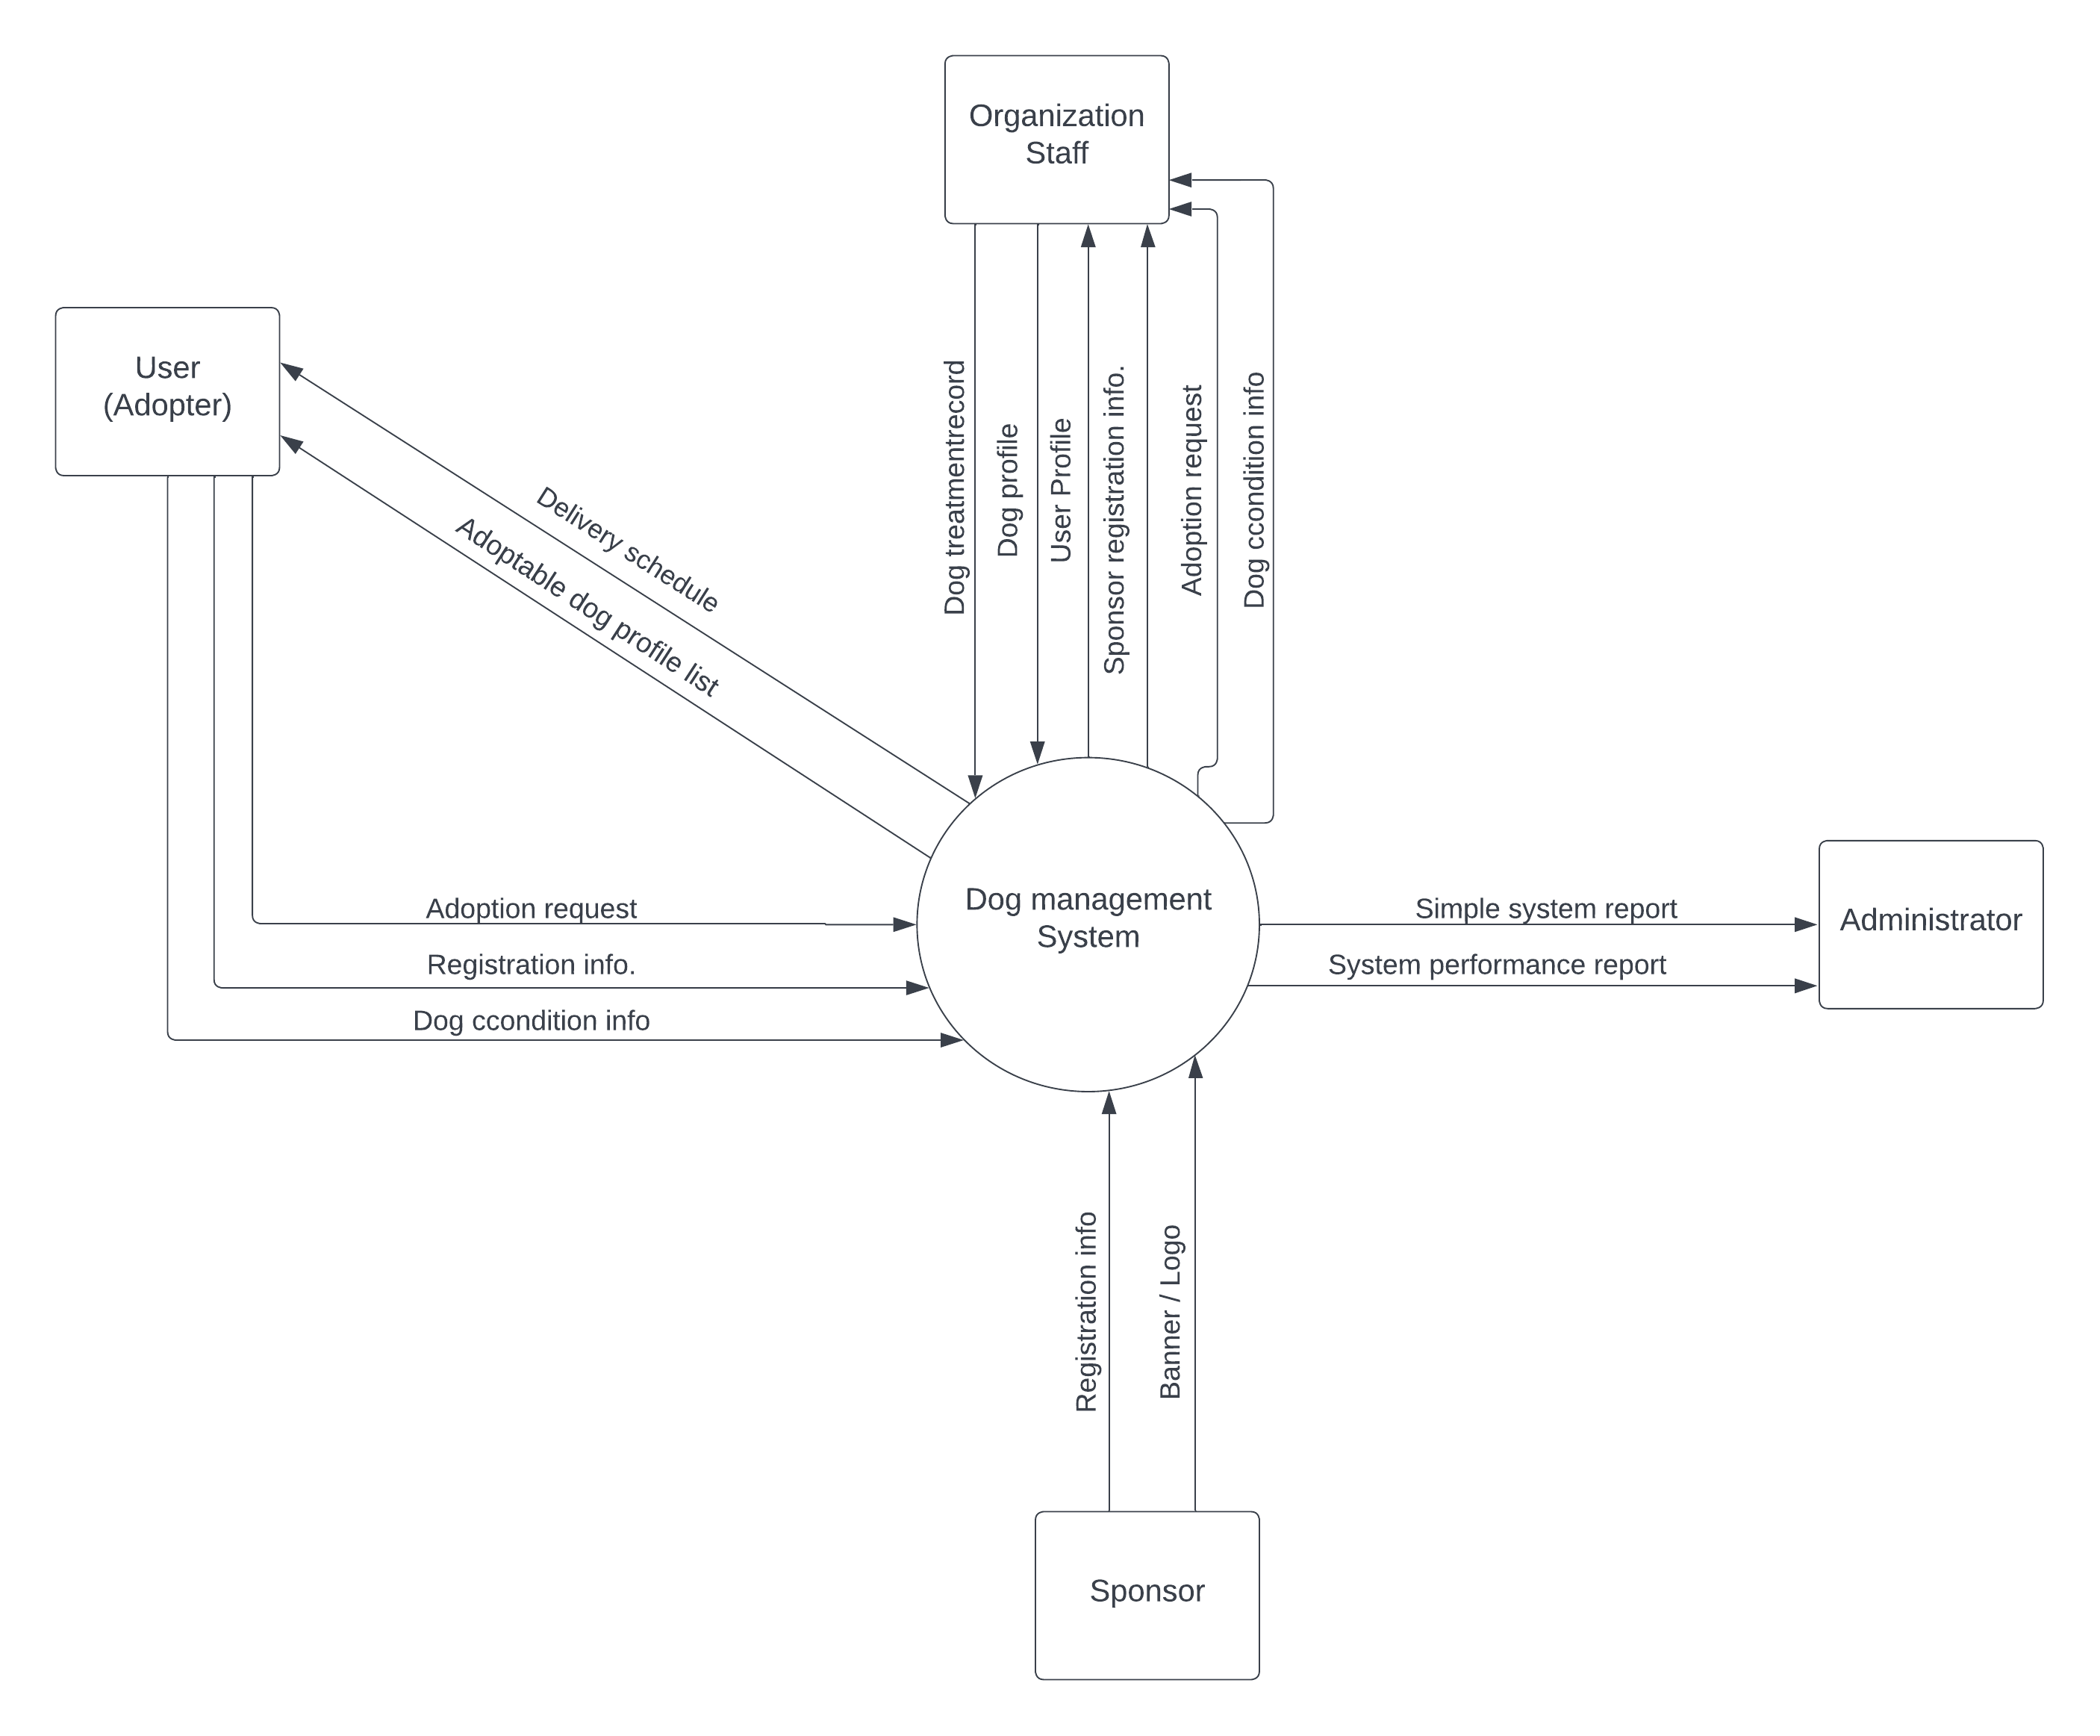 Organization
Staff
User
(Adopter)
Delivery schedule
Adoptable dog profile list
Dog treatmentrecord
Dog profile
User Profile
Sponsor registration info.
Adoption request
Dog ccondition info
Dog management
System
Adoption request
Registration info.
Dog ccondition info
Simple system report
System performance report
Administrator
Registration info
Banner / Logo
Sponsor